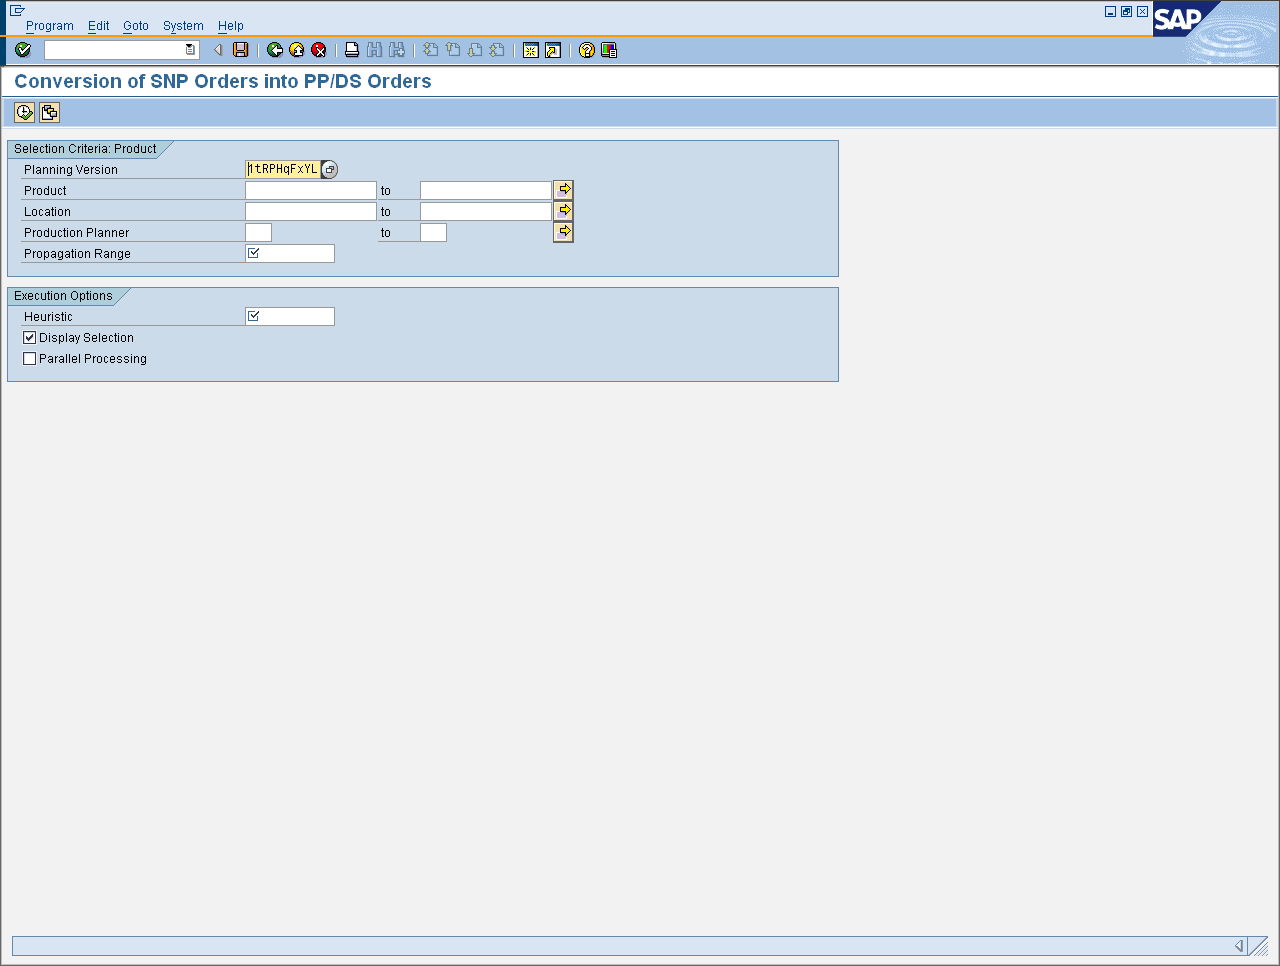 Program Edit Goto System Help
SAP
Conversion of SNP Orders into PP/DS Orders
Selection Criteria: Product
Planning Version 1tRPHqFxYL
Product to
Location to
Production Planner to
Propagation Range
Execution Options
Heuristic
Display Selection
Parallel Processing